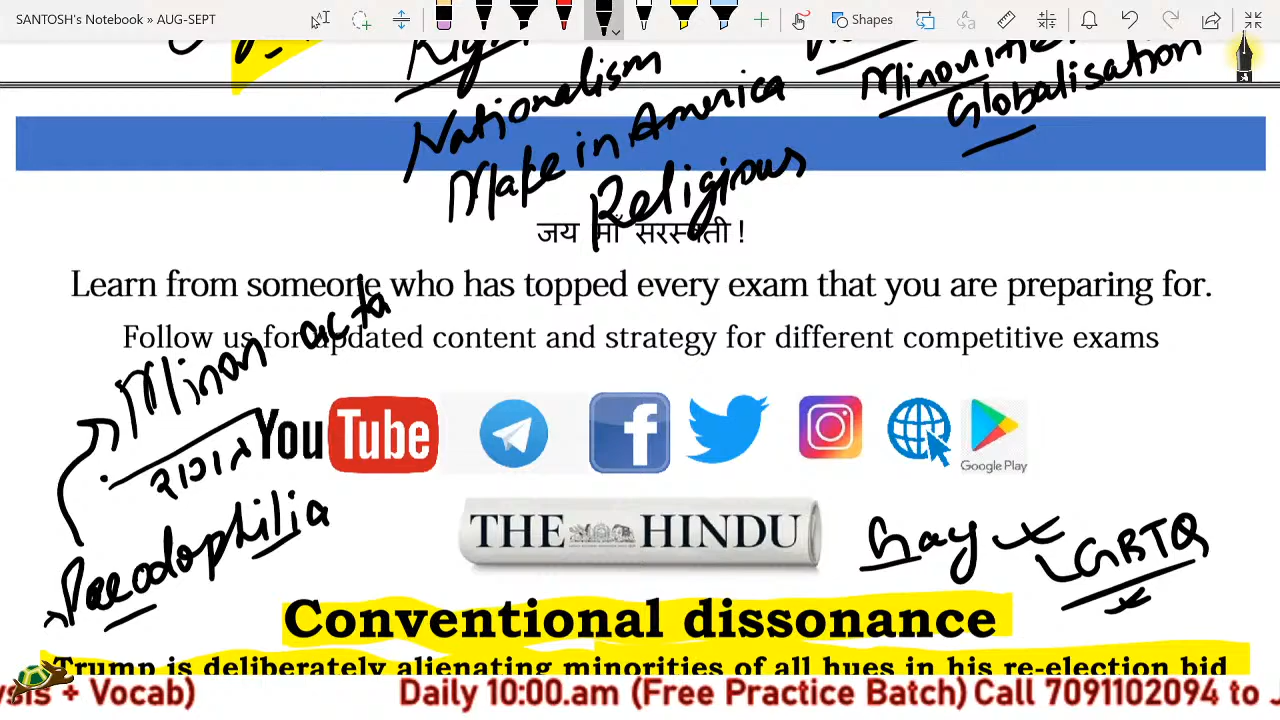 SANTOSH's Notebook » AUG-SEPT
Shapes
Nationalism
Globalisation
Make in America
Religious
जय माँ सरस्वती !
Learn from someone who has topped every exam that you are preparing for.
Follow us for updated content and strategy for different competitive exams
YouTube
Google Play
Paedophilia
THE HINDU
Gay
LGBTQ
Conventional dissonance
Trump is deliberately alienating minorities of all hues in his re-election bid
ysis + Vocab) Daily 10:00.am (Free Practice Batch) Call 7091102094 to J